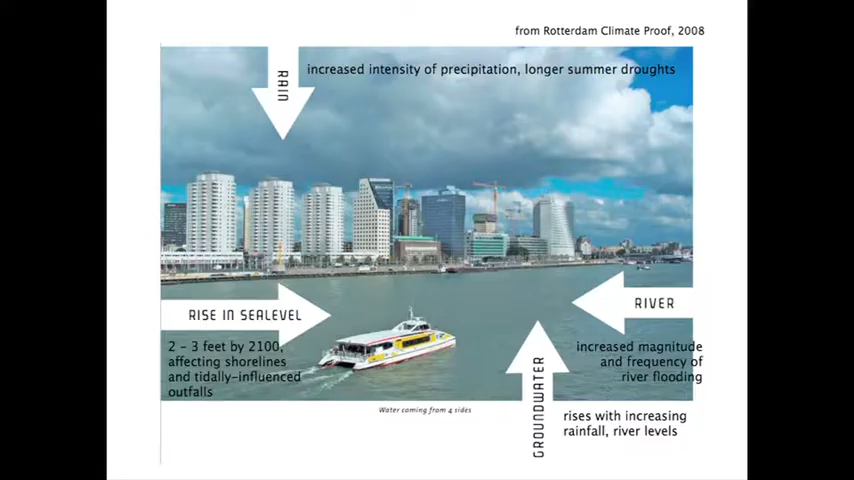 from Rotterdam Climate Proof, 2008
RAIN
increased intensity of precipitation, longer summer droughts
RISE IN SEALEVEL
2 – 3 feet by 2100,
affecting shorelines
and tidally-influenced
outfalls
RIVER
increased magnitude
and frequency of
river flooding
GROUNDWATER
rises with increasing
rainfall, river levels
Water coming from 4 sides